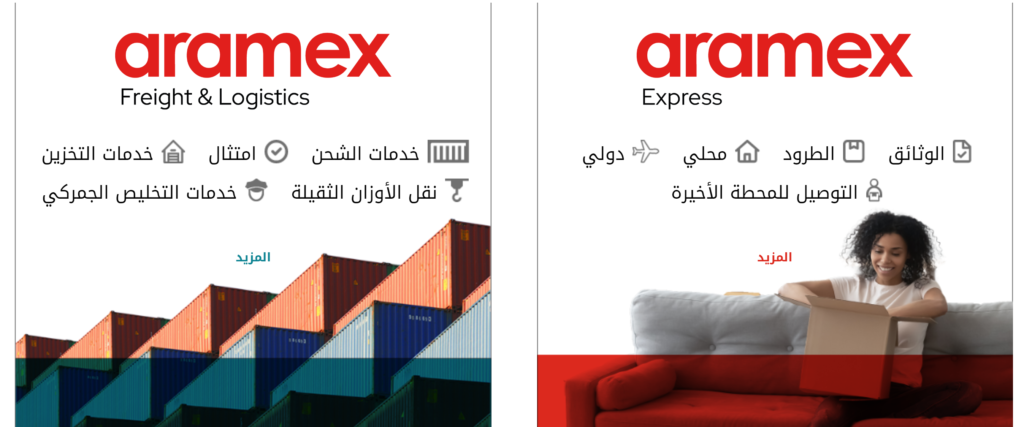 aramex
Freight & Logistics
خدمات الشحن امتثال خدمات التخزين
نقل الأوزان الثقيلة خدمات التخليص الجمركي
المزيد
aramex
Express
الوثائق الطرود محلي دولي
التوصيل للمحطة الأخيرة
المزيد